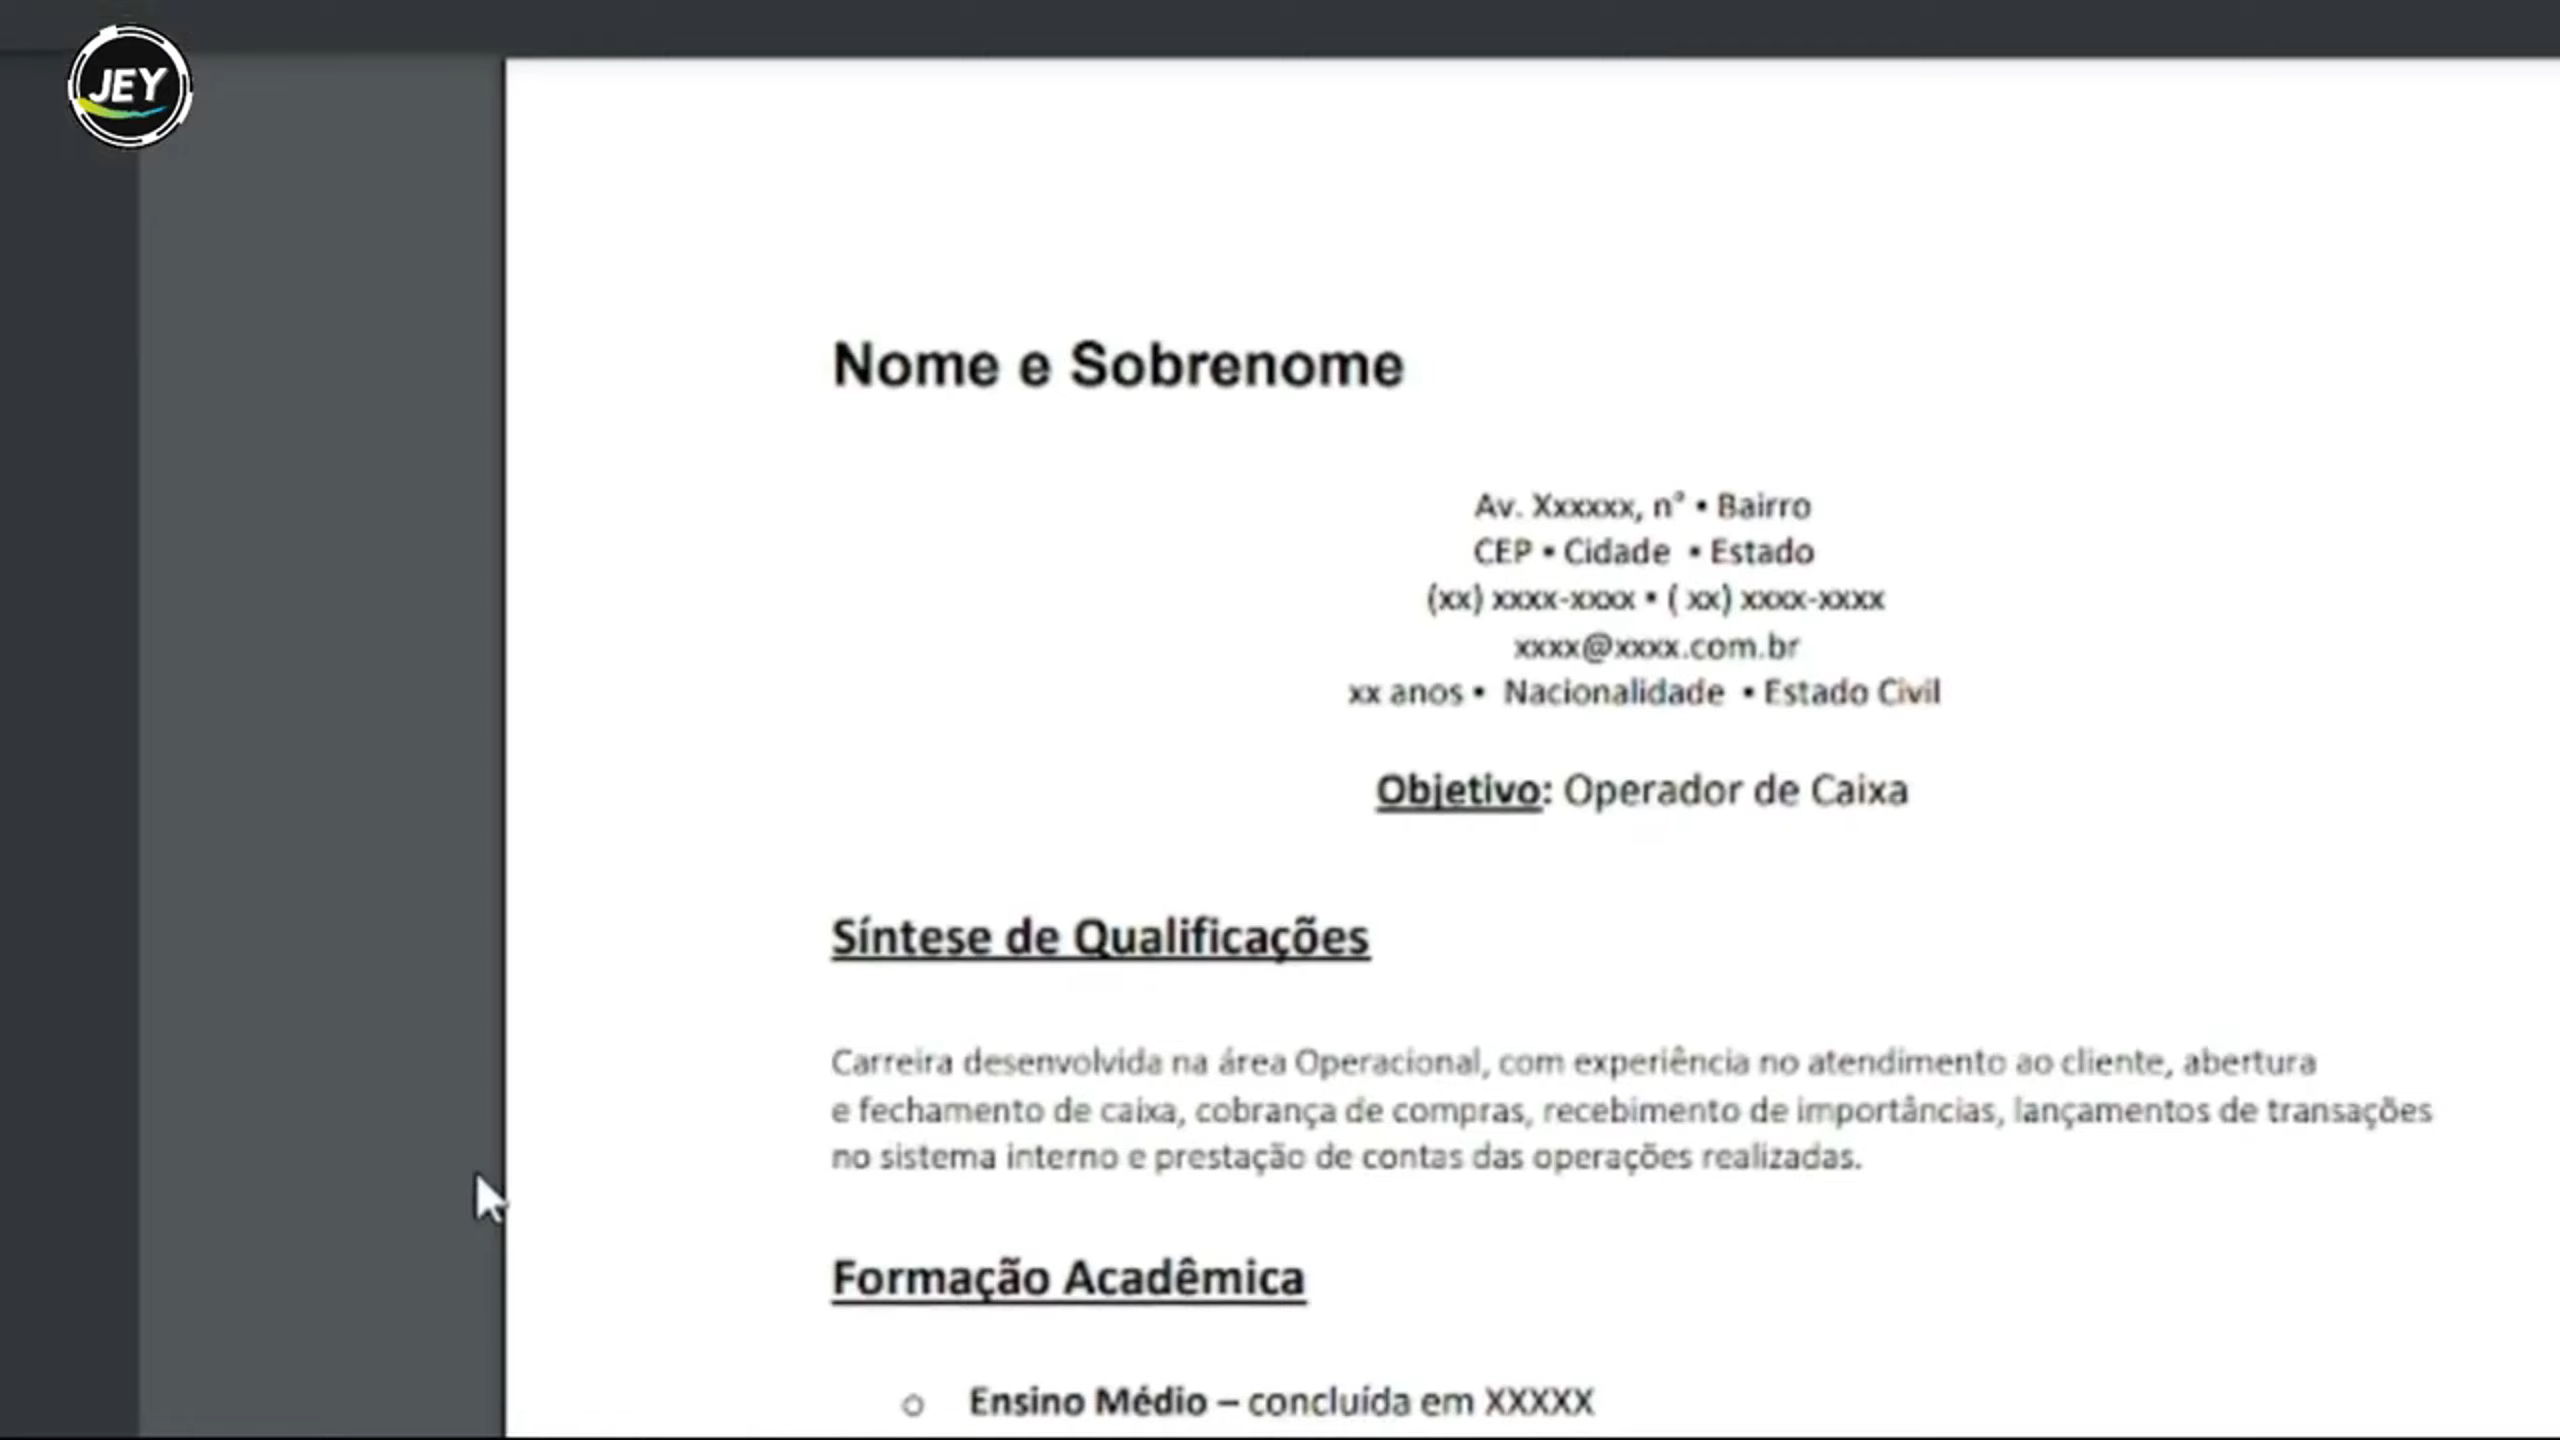 JEY
Nome e Sobrenome
Av. Xxxxxx, n° ▪ Bairro
CEP ▪ Cidade ▪ Estado
(xx) xxxx-xxxx ▪ ( xx) xxxx-xxxx
xxxx@xxxx.com.br
xx anos ▪ Nacionalidade ▪ Estado Civil
Objetivo: Operador de Caixa
Síntese de Qualificações
Carreira desenvolvida na área Operacional, com experiência no atendimento ao cliente, abertura
e fechamento de caixa, cobrança de compras, recebimento de importâncias, lançamentos de transações
no sistema interno e prestação de contas das operações realizadas.
Formação Acadêmica
o Ensino Médio – concluída em XXXXX